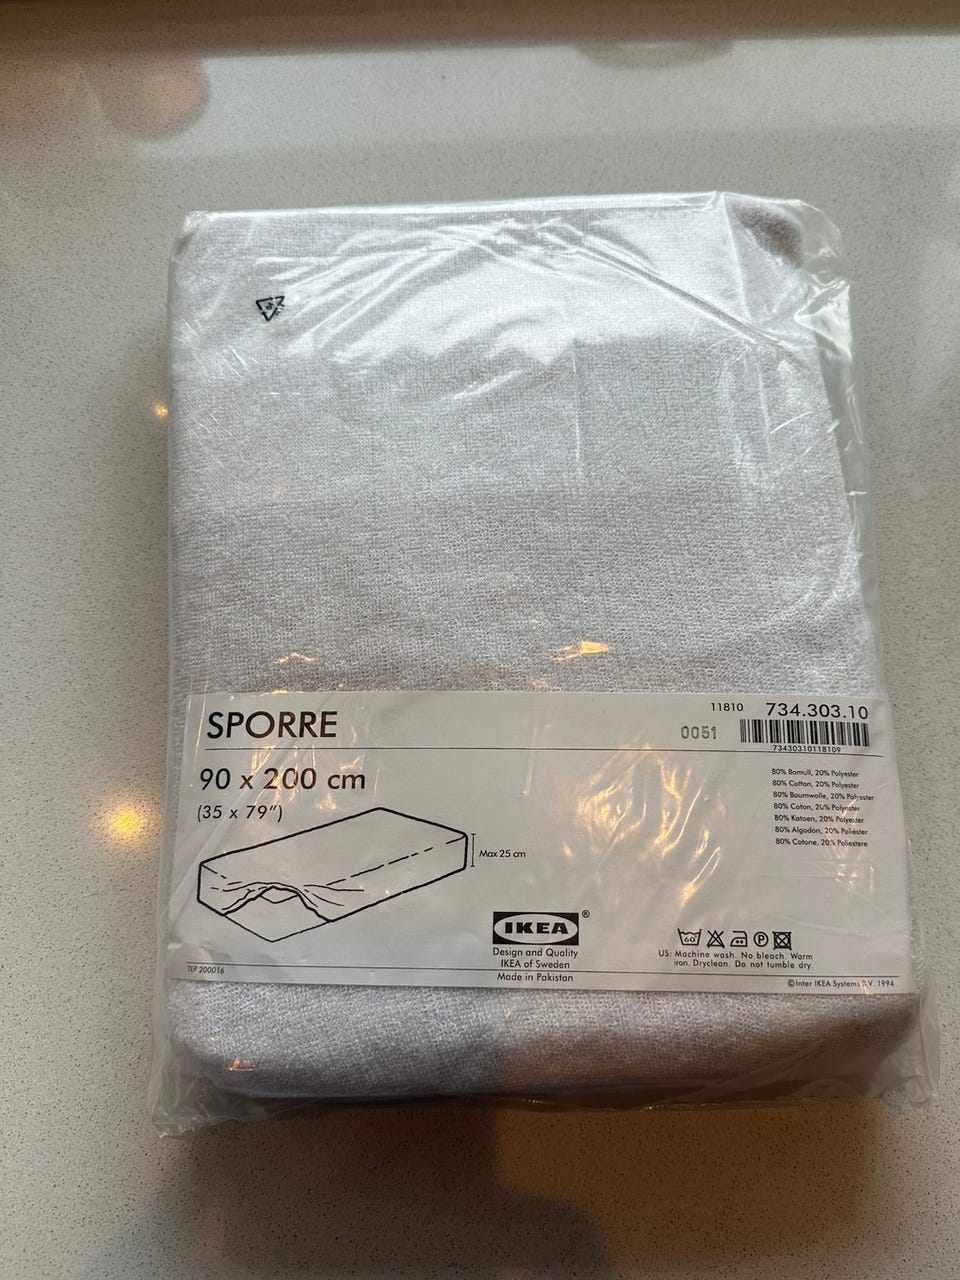 SPORRE
11810 734.303.10
0051
73430310118109
90 x 200 cm
(35 x 79")
Max 25 cm
80% Bomull, 20% Polyester
80% Cotton, 20% Polyester
80% Baumwolle, 20% Polyester
80% Coton, 20% Polyester
80% Katoen, 20% Polyester
80% Algodón, 20% Poliéster
80% Cotone, 20% Poliestere
IKEA®
Design and Quality
IKEA of Sweden
Made in Pakistan
60°
P
US: Machine wash. No bleach. Warm
iron. Dryclean. Do not tumble dry.
TEP 200016
©Inter IKEA Systems B.V. 1994